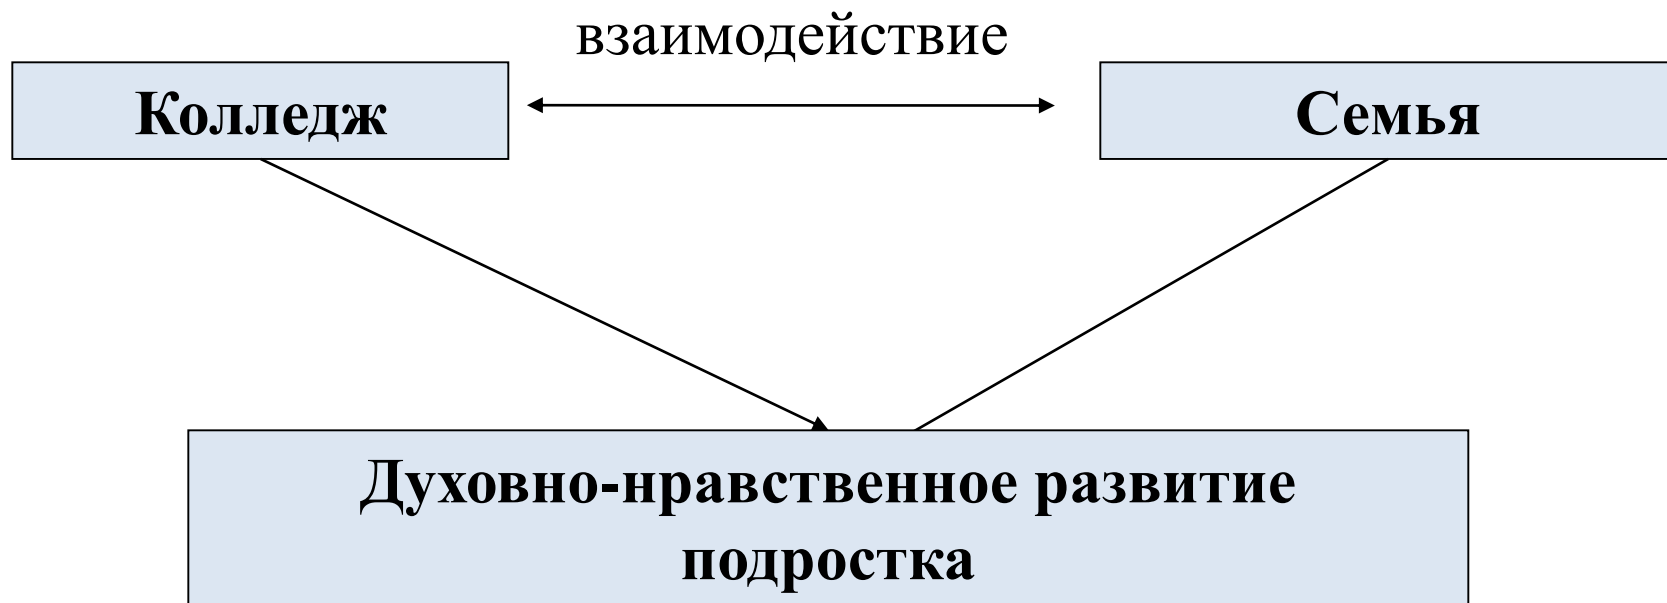 взаимодействие
Колледж
Семья
Духовно-нравственное развитие
подростка